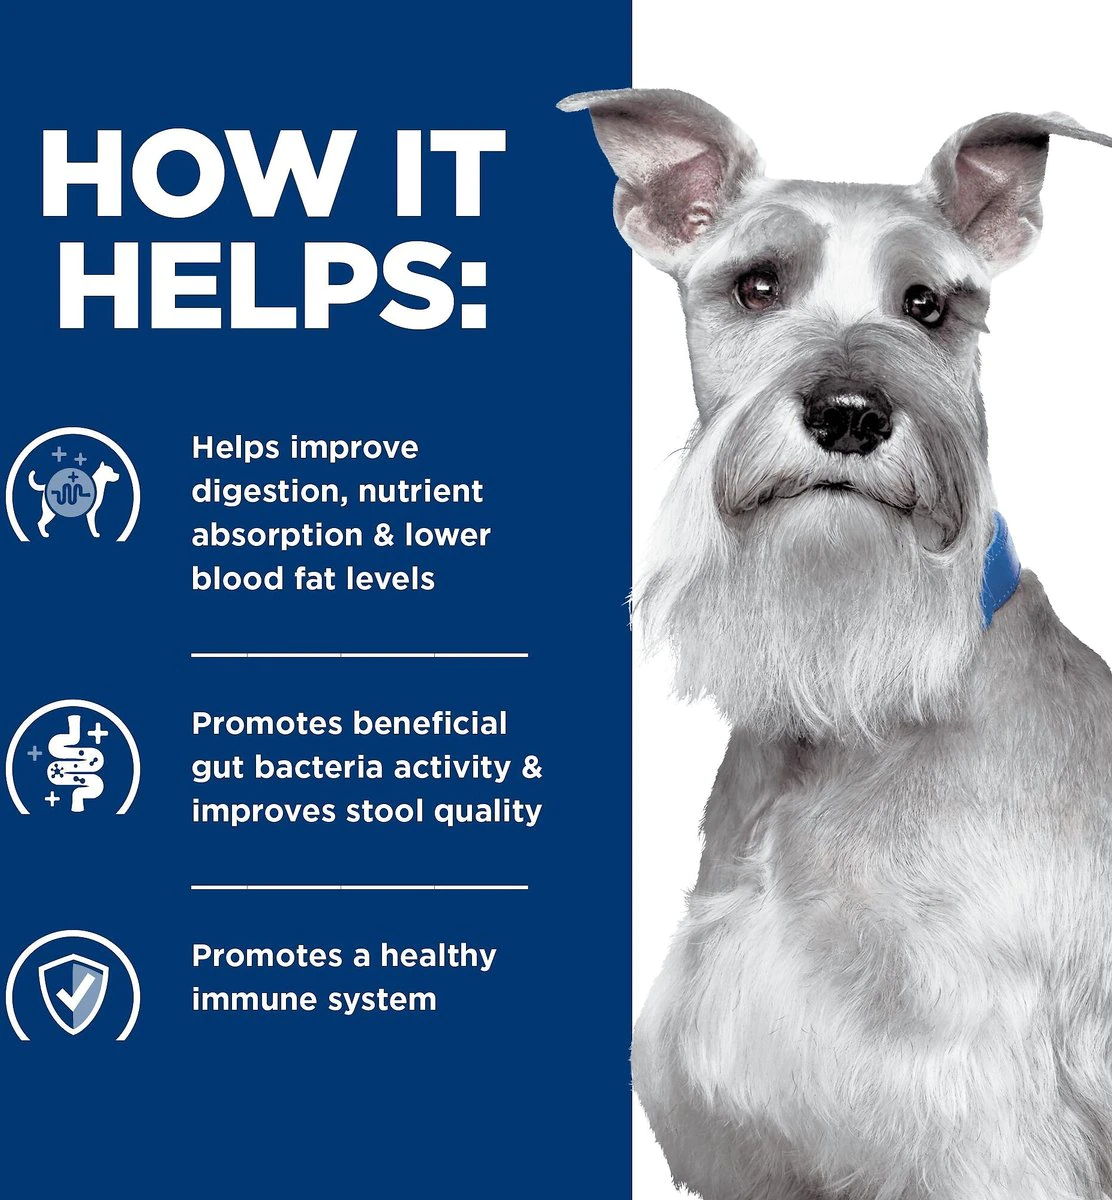 HOW IT
HELPS:
Helps improve
digestion, nutrient
absorption & lower
blood fat levels
Promotes beneficial
gut bacteria activity &
improves stool quality
Promotes a healthy
immune system